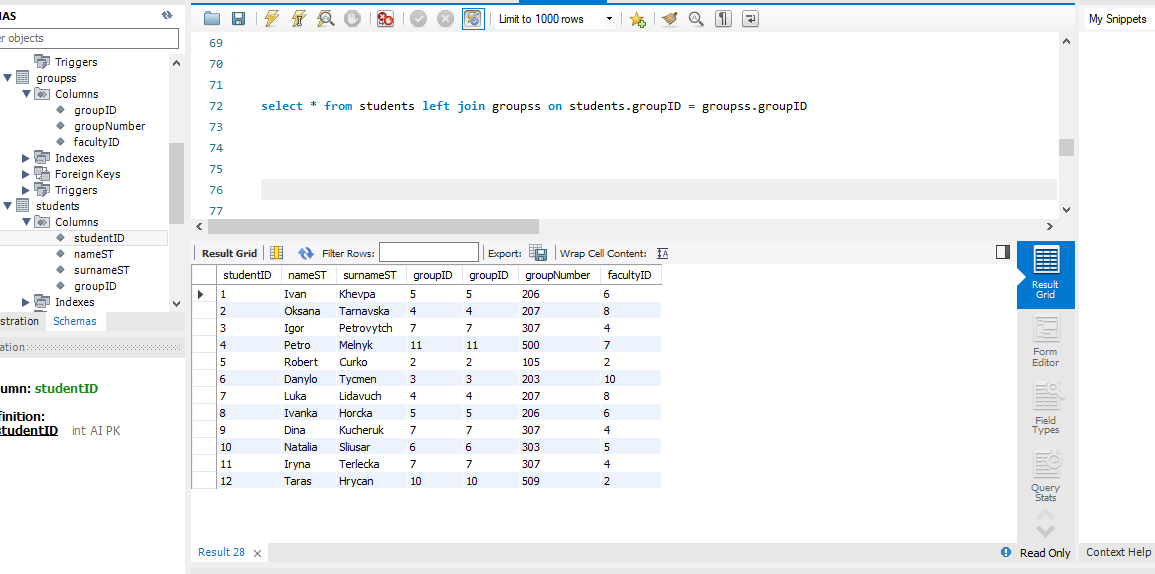 MAS
Limit to 1000 rows
My Snippets
er objects
Triggers
groupss
Columns
groupID
groupNumber
facultyID
Indexes
Foreign Keys
Triggers
students
Columns
studentID
nameST
surnameST
groupID
Indexes
stration Schemas
ation
umn: studentID
finition:
studentID int AI PK
69
70
71
72 select * from students left join groupss on students.groupID = groupss.groupID
73
74
75
76
77
Result Grid Filter Rows: Export: Wrap Cell Content:
studentID nameST surnameST groupID groupID groupNumber facultyID
1 Ivan Khevpa 5 5 206 6
2 Oksana Tarnavska 4 4 207 8
3 Igor Petrovytch 7 7 307 4
4 Petro Melnyk 11 11 500 7
5 Robert Curko 2 2 105 2
6 Danylo Tycmen 3 3 203 10
7 Luka Lidavuch 4 4 207 8
8 Ivanka Horcka 5 5 206 6
9 Dina Kucheruk 7 7 307 4
10 Natalia Sliusar 6 6 303 5
11 Iryna Terlecka 7 7 307 4
12 Taras Hrycan 10 10 509 2
Result
Grid
Form
Editor
Field
Types
Query
Stats
Result 28
Read Only
Context Help